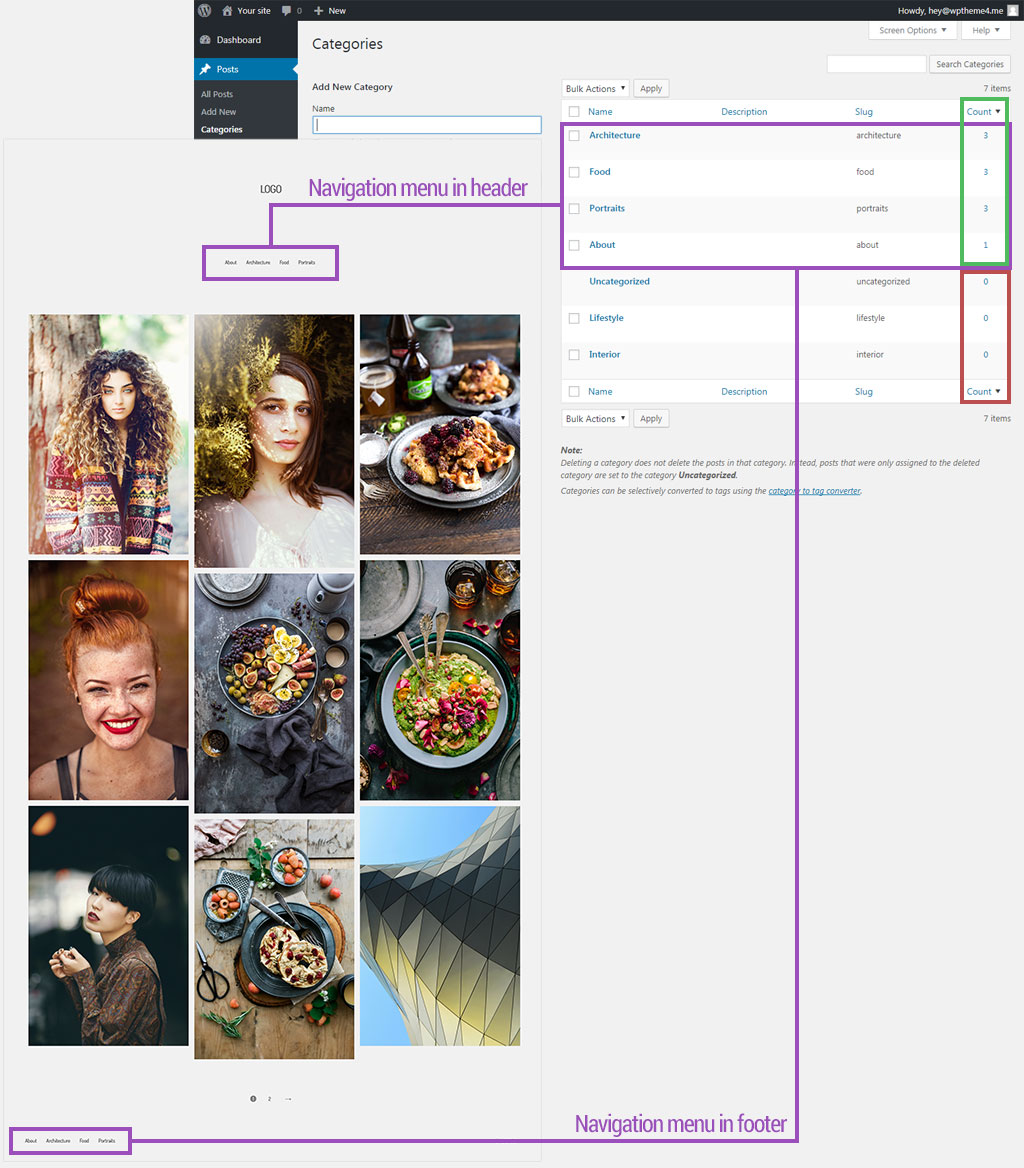 Your site 0 New Howdy, hey@wptheme4.me
Dashboard
Posts
All Posts
Add New
Categories
Categories
Screen Options ▼ Help ▼
Search Categories
Add New Category
Name
Bulk Actions ▼ Apply 7 items
Name Description Slug Count ▼
Architecture architecture 3
Food food 3
Portraits portraits 3
About about 1
Uncategorized uncategorized 0
Lifestyle lifestyle 0
Interior interior 0
Name Description Slug Count ▼
Bulk Actions ▼ Apply 7 items
Note:
Deleting a category does not delete the posts in that category. Instead, posts that were only assigned to the deleted
category are set to the category Uncategorized.
Categories can be selectively converted to tags using the category to tag converter.
LOGO
Navigation menu in header
About Architecture Food Portraits
2 →
Navigation menu in footer
About Architecture Food Portraits